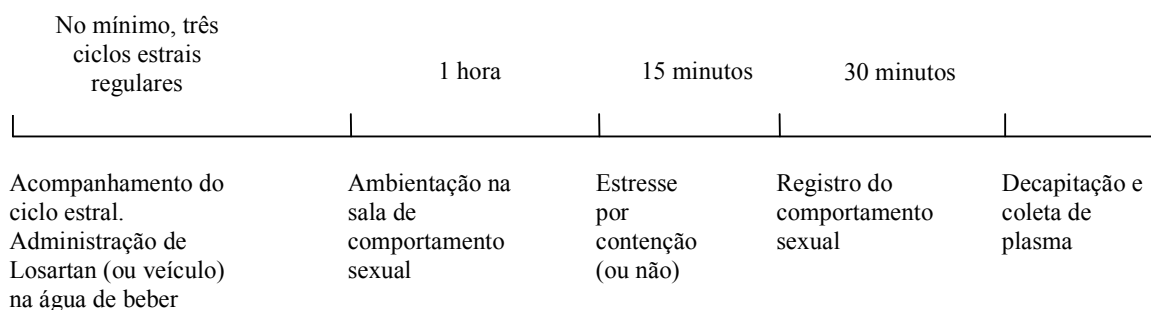 No mínimo, três
ciclos estrais
regulares
1 hora
15 minutos
30 minutos
Acompanhamento do
ciclo estral.
Administração de
Losartan (ou veículo)
na água de beber
Ambientação na
sala de
comportamento
sexual
Estresse
por
contenção
(ou não)
Registro do
comportamento
sexual
Decapitação e
coleta de
plasma